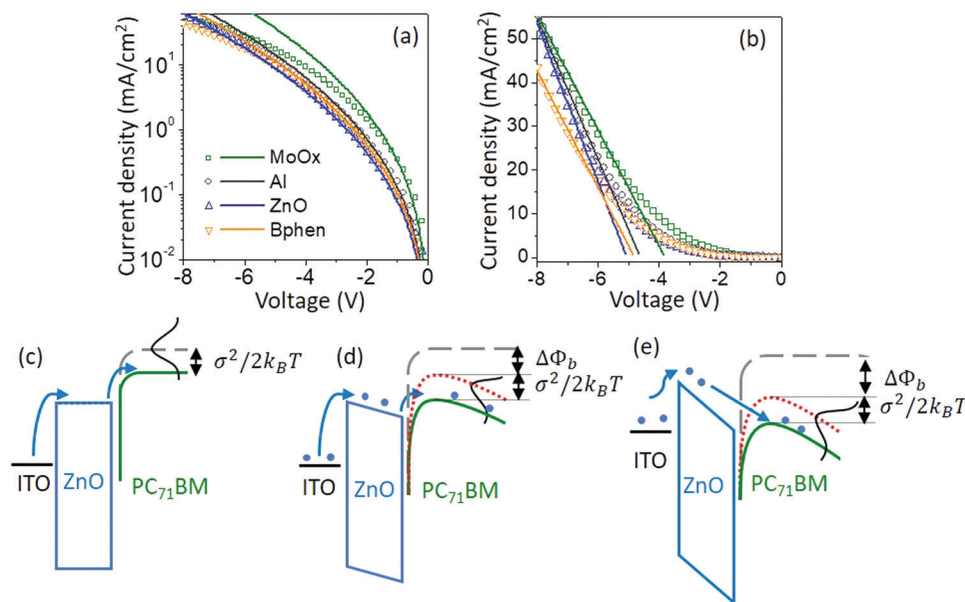 (a)
Current density (mA/cm²)
10¹
10⁰
10⁻¹
10⁻²
MoOx
Al
ZnO
Bphen
-8
-6
-4
-2
0
Voltage (V)
(b)
Current density (mA/cm²)
50
40
30
20
10
0
-8
-6
-4
-2
0
Voltage (V)
(c)
σ²/2k_BT
ITO
ZnO
PC₇₁BM
(d)
ΔΦ_b
σ²/2k_BT
ITO
ZnO
PC₇₁BM
(e)
ΔΦ_b
σ²/2k_BT
ITO
ZnO
PC₇₁BM